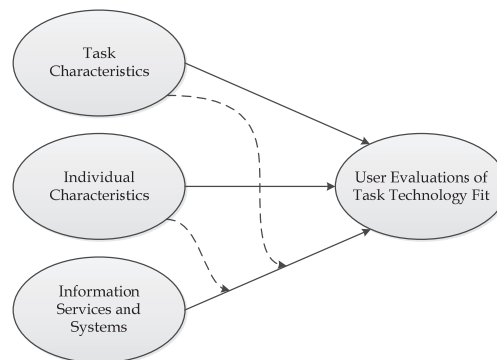 Task
Characteristics
Individual
Characteristics
User Evaluations of
Task Technology Fit
Information
Services and
Systems